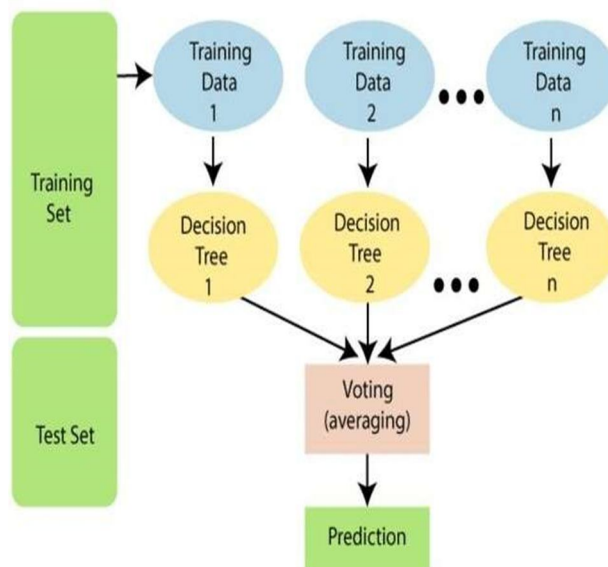 Training
Set
Test Set
Training
Data
1
Training
Data
2
Training
Data
n
Decision
Tree
1
Decision
Tree
2
Decision
Tree
n
Voting
(averaging)
Prediction